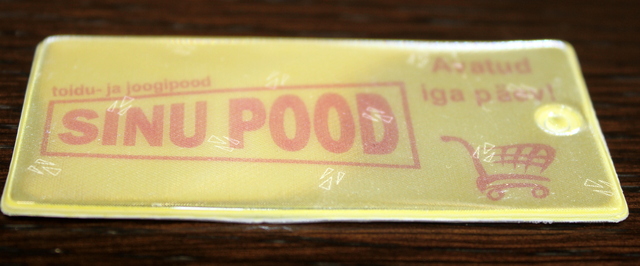 toidu- ja joogipood
SINU POOD
Avatud
iga päev!